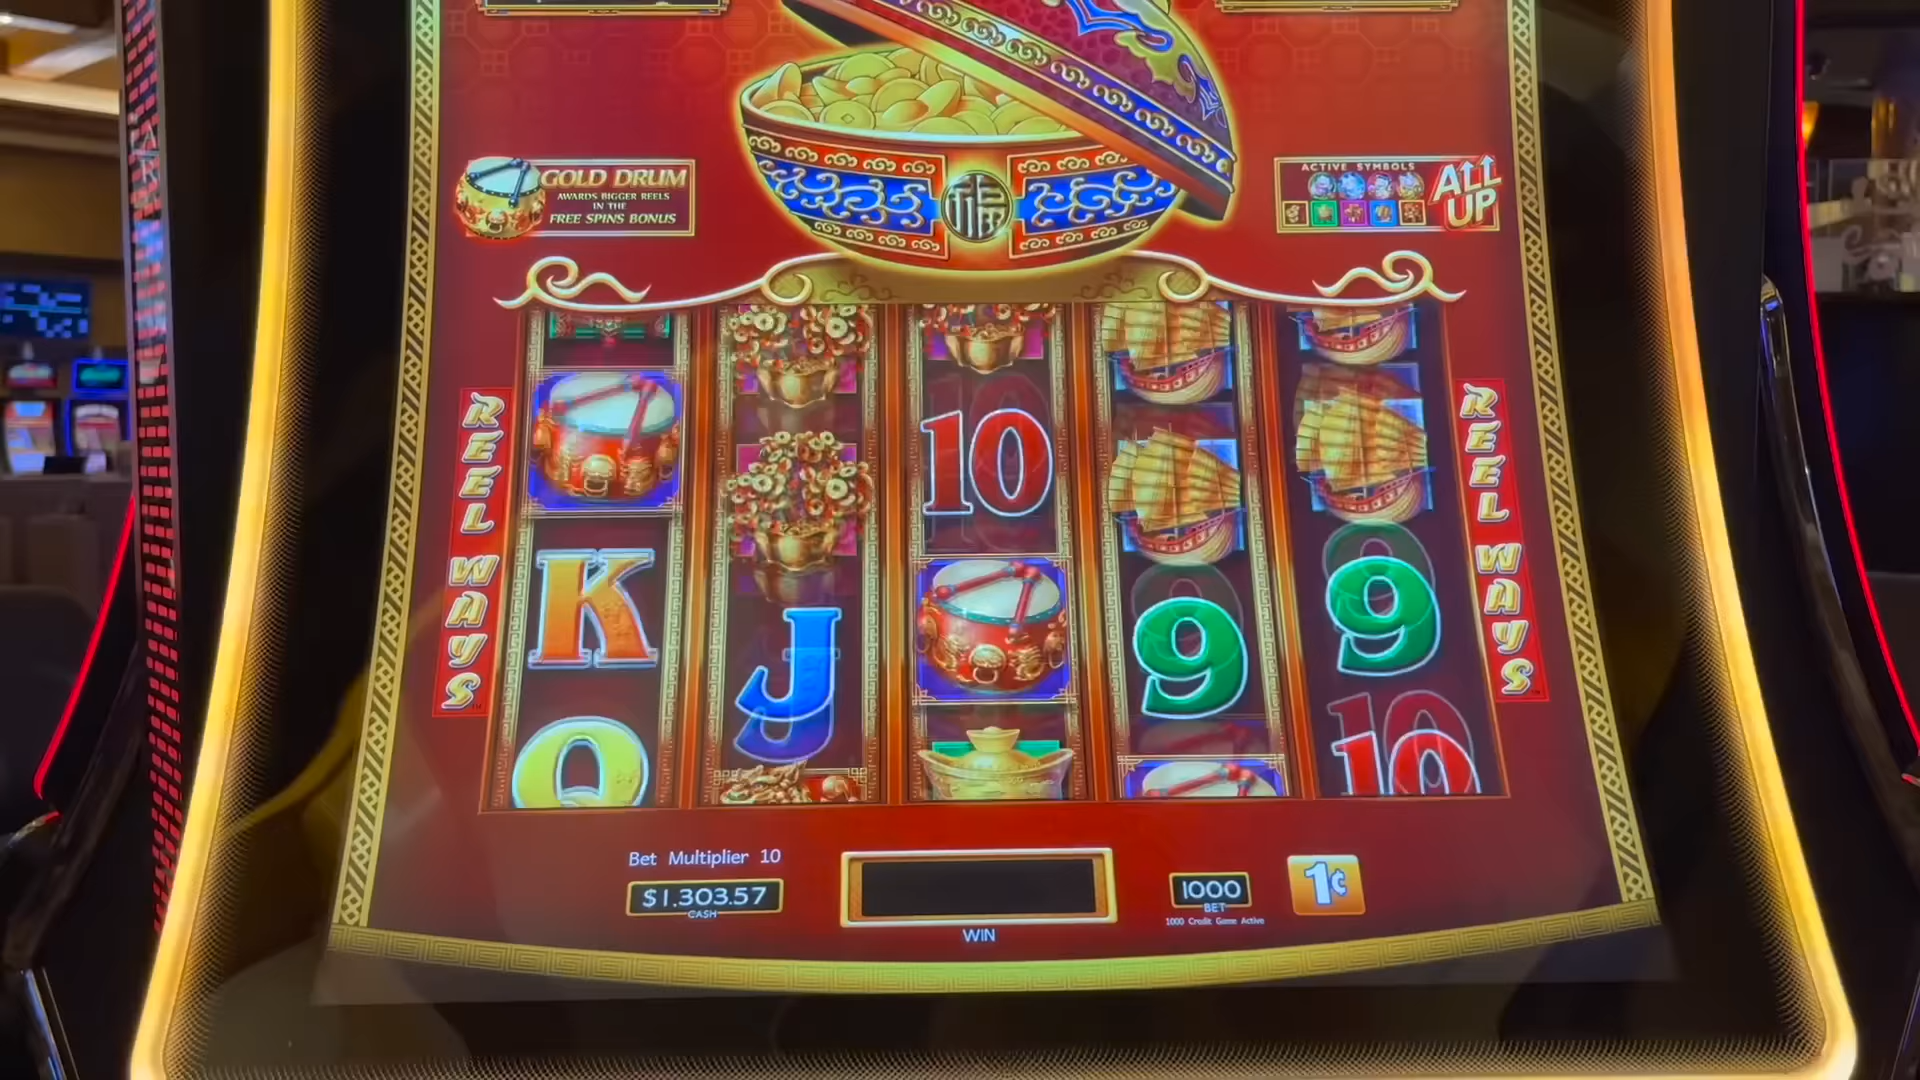 GOLD DRUM
AWARDS BIGGER REELS
IN THE
FREE SPINS BONUS
福
ACTIVE SYMBOLS
ALL
UP
REEL WAYS
REEL WAYS
10
K
J
9
9
Q
10
Bet Multiplier 10
$1,303.57
CASH
WIN
1000
BET
1000 Credit Game Active
1¢